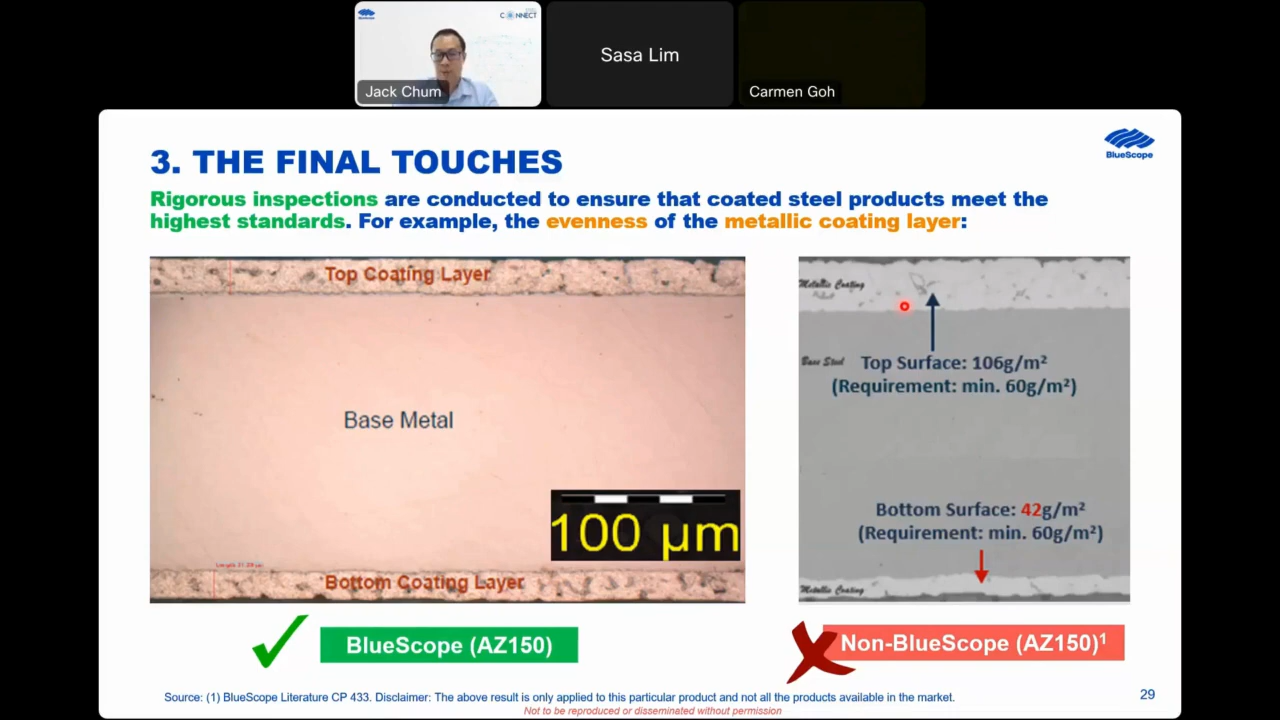 BlueScope
CONNECT
Jack Chum
Sasa Lim
Carmen Goh
BlueScope
3. THE FINAL TOUCHES
Rigorous inspections are conducted to ensure that coated steel products meet the
highest standards. For example, the evenness of the metallic coating layer:
Top Coating Layer
Base Metal
100 µm
Bottom Coating Layer
Metallic Coating
Base Steel
Top Surface: 106g/m²
(Requirement: min. 60g/m²)
Bottom Surface: 42g/m²
(Requirement: min. 60g/m²)
Metallic Coating
BlueScope (AZ150)
Non-BlueScope (AZ150)¹
Source: (1) BlueScope Literature CP 433. Disclaimer: The above result is only applied to this particular product and not all the products available in the market.
29
Not to be reproduced or disseminated without permission